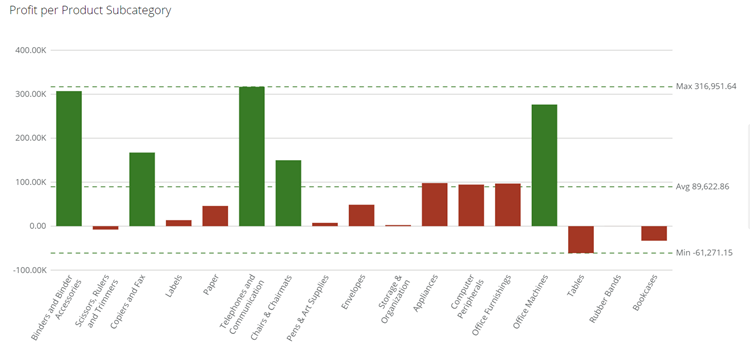 Profit per Product Subcategory
400.00K
Max 316,951.64
300.00K
200.00K
100.00K
Avg 89,622.86
0.00
Min -61,271.15
-100.00K
Binders and Binder
Accessories
Scissors, Rulers
and Trimmers
Copiers and Fax
Labels
Paper
Telephones and
Communication
Chairs & Chairmats
Pens & Art Supplies
Envelopes
Storage &
Organization
Appliances
Computer
Peripherals
Office Furnishings
Office Machines
Tables
Rubber Bands
Bookcases